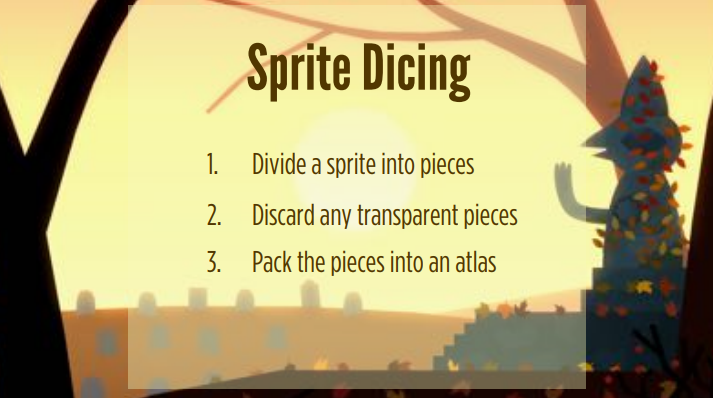 Sprite Dicing
1. Divide a sprite into pieces
2. Discard any transparent pieces
3. Pack the pieces into an atlas